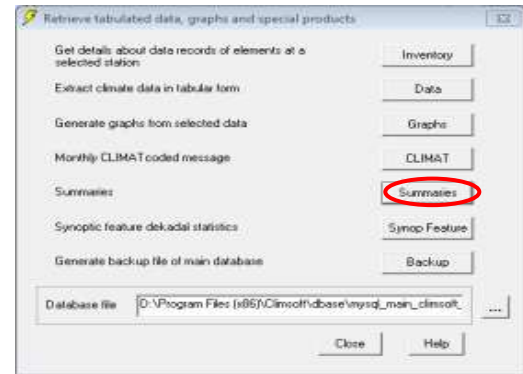 Retrieve tabulated data, graphs and special products
Get details about data records of elements at a
selected station
Inventory
Extract climate data in tabular form
Data
Generate graphs from selected data
Graphs
Monthly CLIMAT coded message
CLIMAT
Summaries
Summaries
Synoptic feature dekadal statistics
Synop Feature
Generate backup file of main database
Backup
Database file
D:\Program Files (x86)\Climsoft\dbase\mysql_main_climsoft_
...
Close
Help